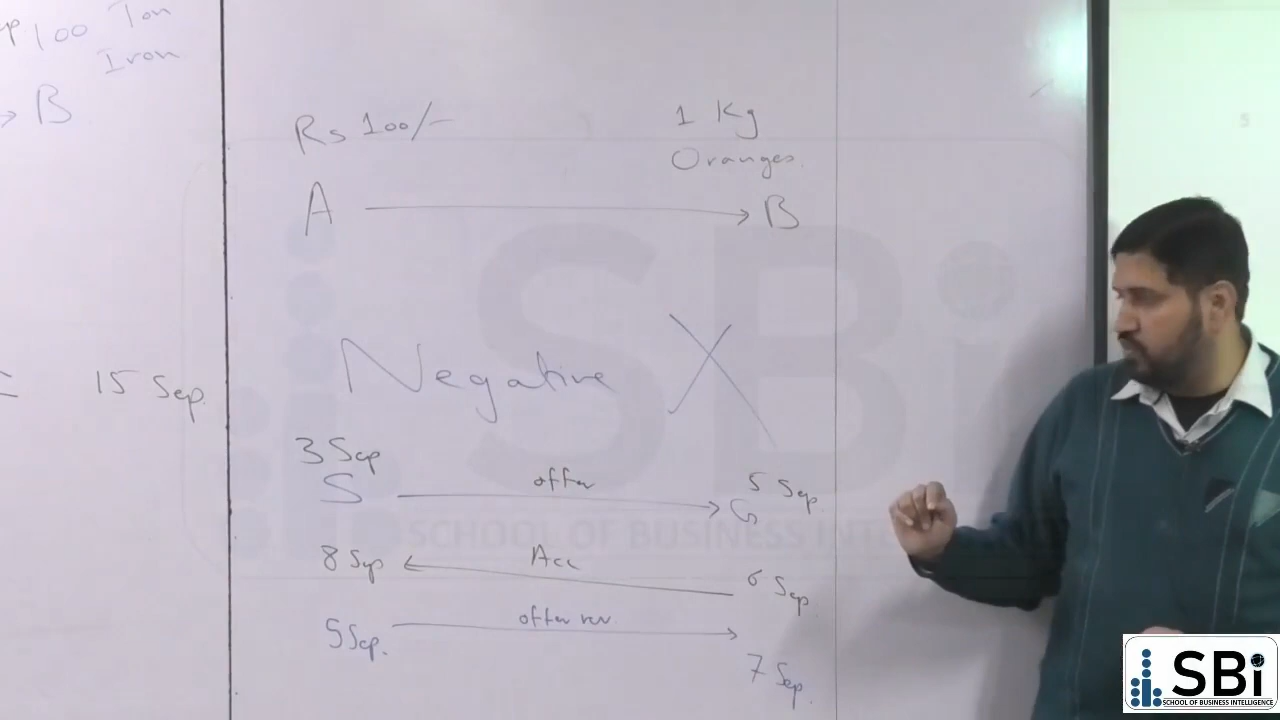 100 Ton
Iron
B
15 Sep.
Rs 100/-
1 Kg
Oranges.
A
B
Negative X
3 Sep
S
offer
5 Sep
G
8 Sep
Acc
6 Sep.
5 Sep.
offer rev.
7 Sep.
SBi
SCHOOL OF BUSINESS INTELLIGENCE
SBi
SCHOOL OF BUSINESS INTELLIGENCE